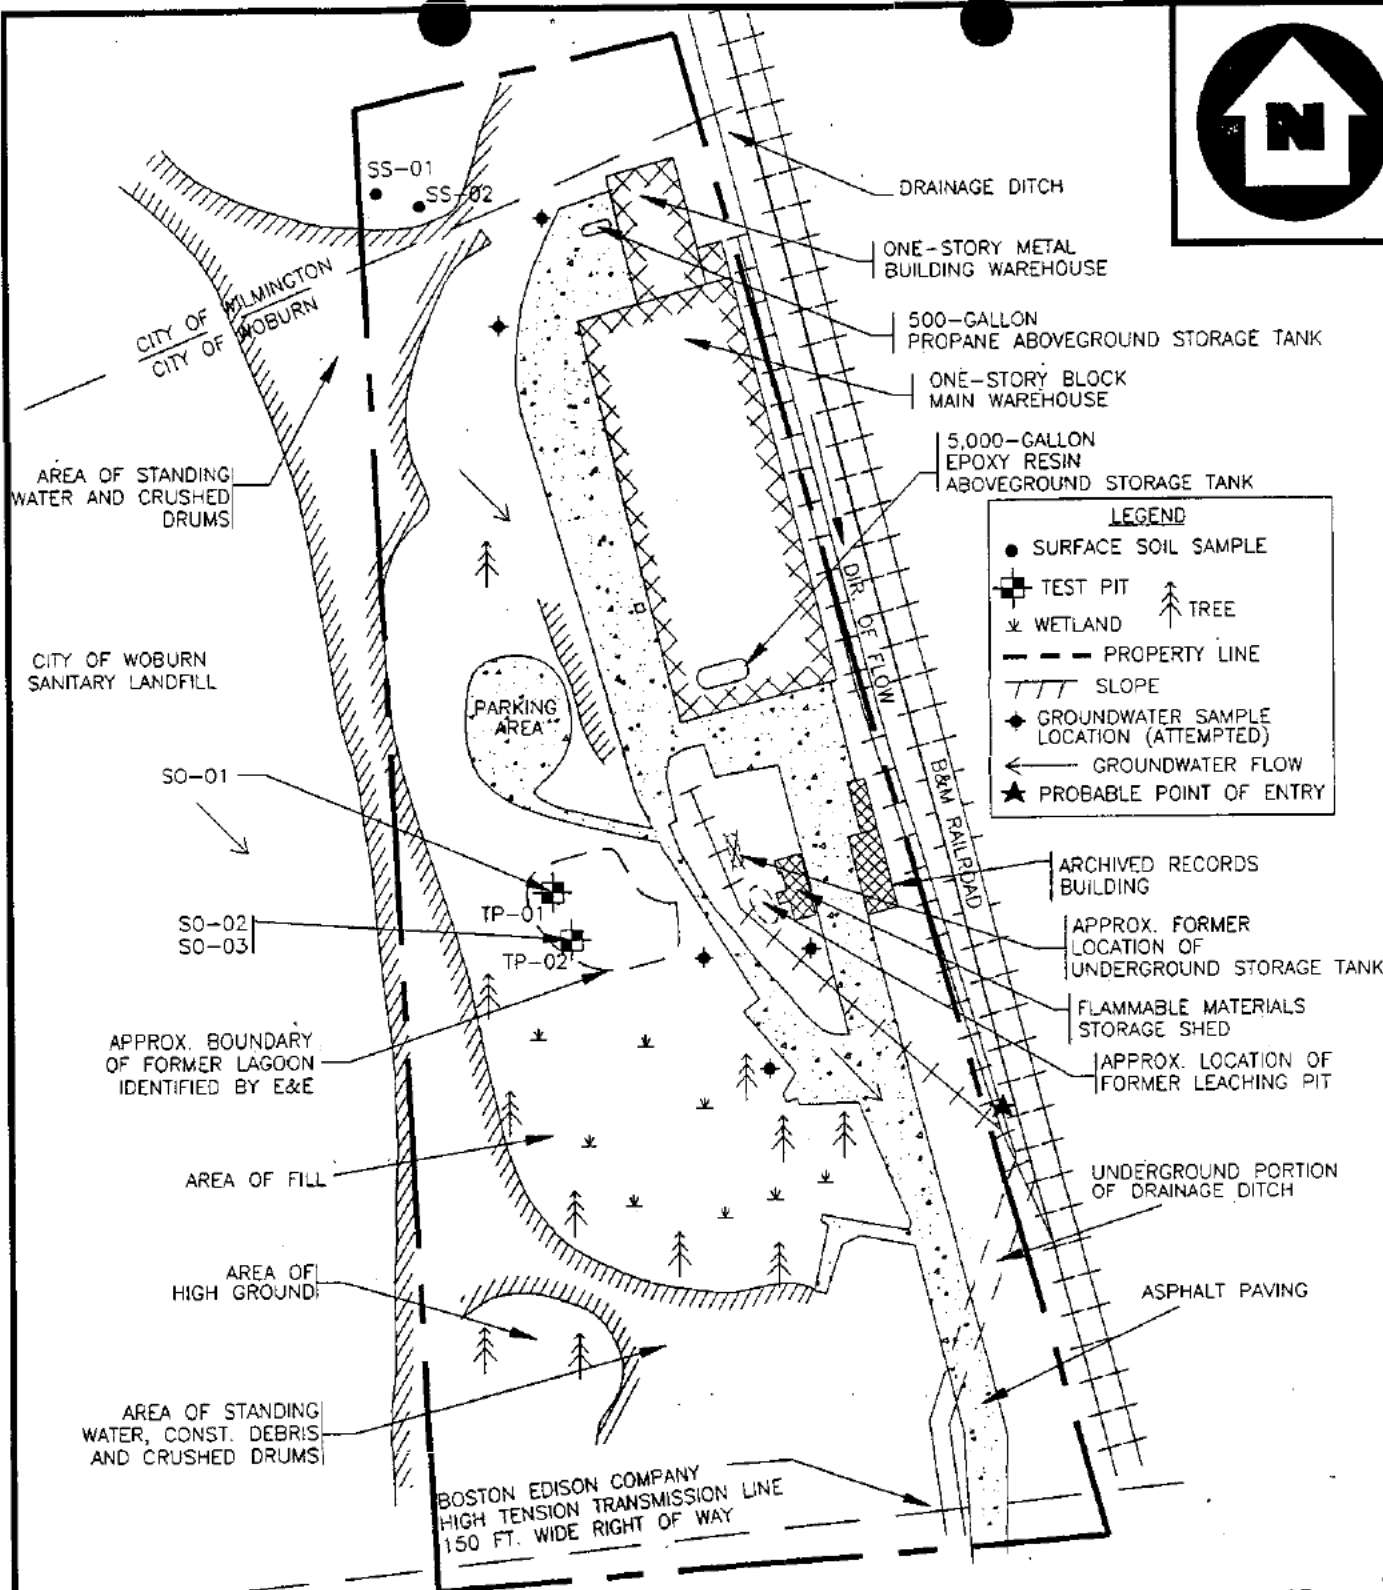 N
SS-01
SS-02
DRAINAGE DITCH
ONE-STORY METAL
BUILDING WAREHOUSE
CITY OF WILMINGTON
CITY OF WOBURN
500-GALLON
PROPANE ABOVEGROUND STORAGE TANK
ONE-STORY BLOCK
MAIN WAREHOUSE
5,000-GALLON
EPOXY RESIN
ABOVEGROUND STORAGE TANK
AREA OF STANDING
WATER AND CRUSHED
DRUMS
LEGEND
SURFACE SOIL SAMPLE
TEST PIT
TREE
WETLAND
PROPERTY LINE
SLOPE
GROUNDWATER SAMPLE
LOCATION (ATTEMPTED)
GROUNDWATER FLOW
PROBABLE POINT OF ENTRY
DIR. OF FLOW
CITY OF WOBURN
SANITARY LANDFILL
PARKING
AREA
SO-01
B&M RAILROAD
ARCHIVED RECORDS
BUILDING
TP-01
SO-02
SO-03
TP-02
APPROX. FORMER
LOCATION OF
UNDERGROUND STORAGE TANK
FLAMMABLE MATERIALS
STORAGE SHED
APPROX. BOUNDARY
OF FORMER LAGOON
IDENTIFIED BY E&E
APPROX. LOCATION OF
FORMER LEACHING PIT
AREA OF FILL
UNDERGROUND PORTION
OF DRAINAGE DITCH
AREA OF
HIGH GROUND
ASPHALT PAVING
AREA OF STANDING
WATER, CONST. DEBRIS
AND CRUSHED DRUMS
BOSTON EDISON COMPANY
HIGH TENSION TRANSMISSION LINE
150 FT. WIDE RIGHT OF WAY